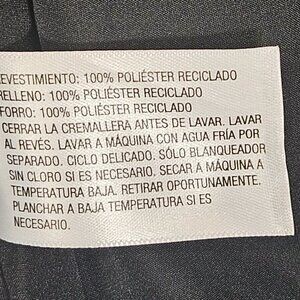 REVESTIMIENTO: 100% POLIÉSTER RECICLADO
RELLENO: 100% POLIÉSTER RECICLADO
FORRO: 100% POLIÉSTER RECICLADO
CERRAR LA CREMALLERA ANTES DE LAVAR. LAVAR
AL REVÉS. LAVAR A MÁQUINA CON AGUA FRÍA POR
SEPARADO. CICLO DELICADO. SÓLO BLANQUEADOR
SIN CLORO SI ES NECESARIO. SECAR A MÁQUINA A
TEMPERATURA BAJA. RETIRAR OPORTUNAMENTE.
PLANCHAR A BAJA TEMPERATURA SI ES
NECESARIO.